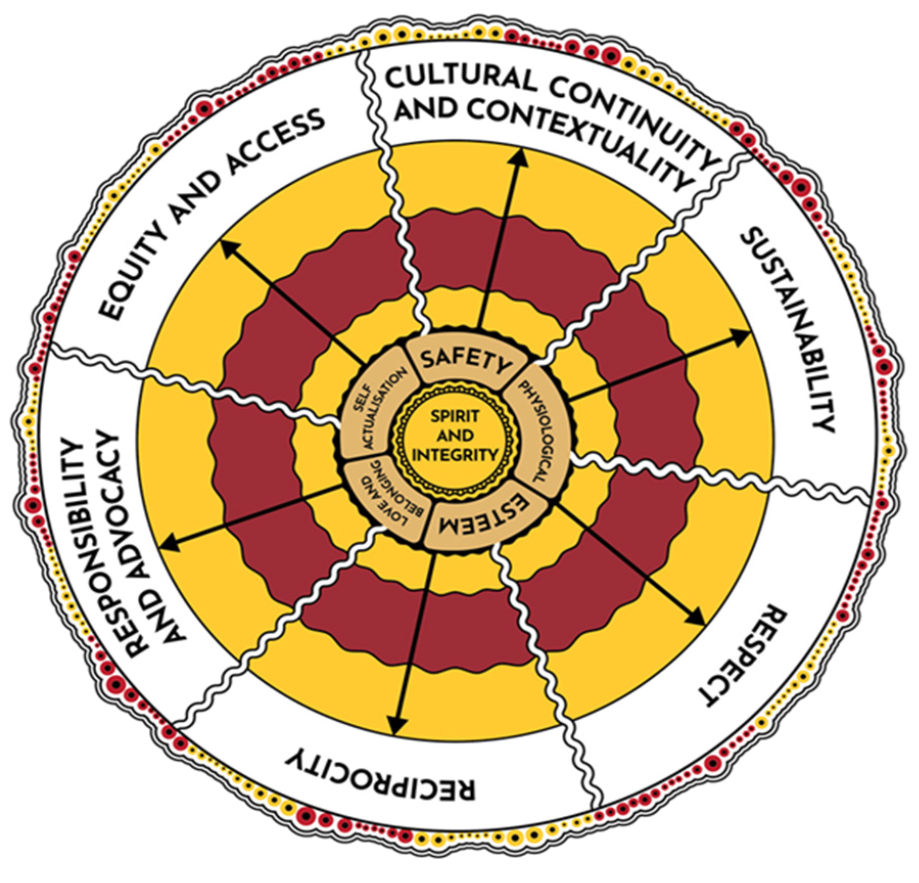 CULTURAL CONTINUITY
AND CONTEXTUALITY
SUSTAINABILITY
RESPECT
RECIPROCITY
RESPONSIBILITY
AND ADVOCACY
EQUITY AND ACCESS
SAFETY
PHYSIOLOGICAL
ESTEEM
LOVE AND
BELONGING
SELF
ACTUALISATION
SPIRIT
AND
INTEGRITY